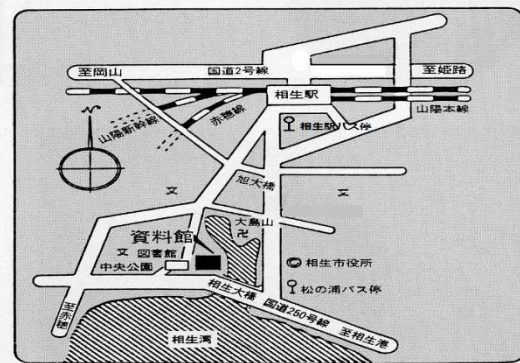 至岡山
国道2号線
至姫路
相生駅
山陽本線
山陽新幹線
赤穂線
相生駅バス停
N
旭大橋
文
文
大島山
卍
資料館
文 図書館
中央公園
相生市役所
松の浦バス停
相生大橋
国道250号線
至相生港
至赤穂
相生湾